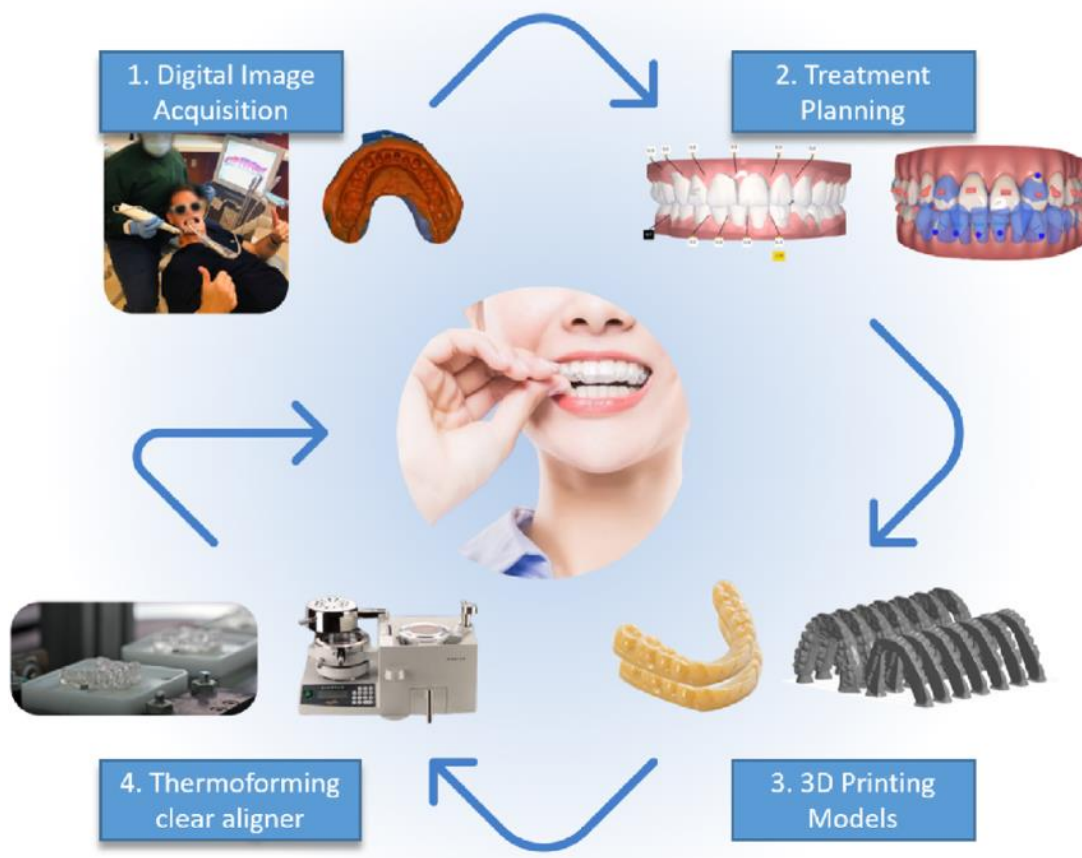 1. Digital Image
Acquisition
2. Treatment
Planning
4. Thermoforming
clear aligner
3. 3D Printing
Models